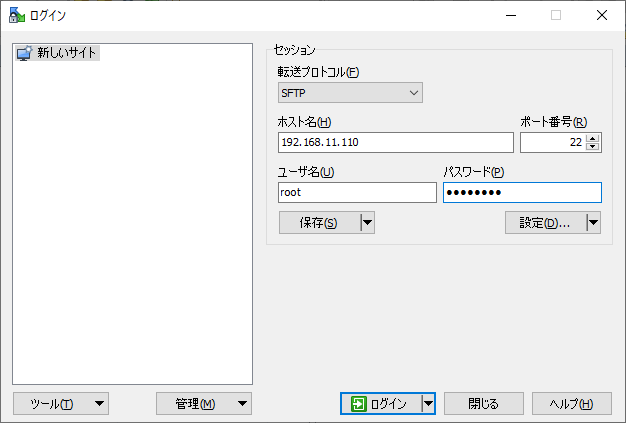 ログイン
新しいサイト
セッション
転送プロトコル(F)
SFTP
ホスト名(H)
ポート番号(R)
192.168.11.110
22
ユーザ名(U)
パスワード(P)
root
●●●●●●●●
保存(S)
設定(D)...
ツール(T)
管理(M)
ログイン
閉じる
ヘルプ(H)